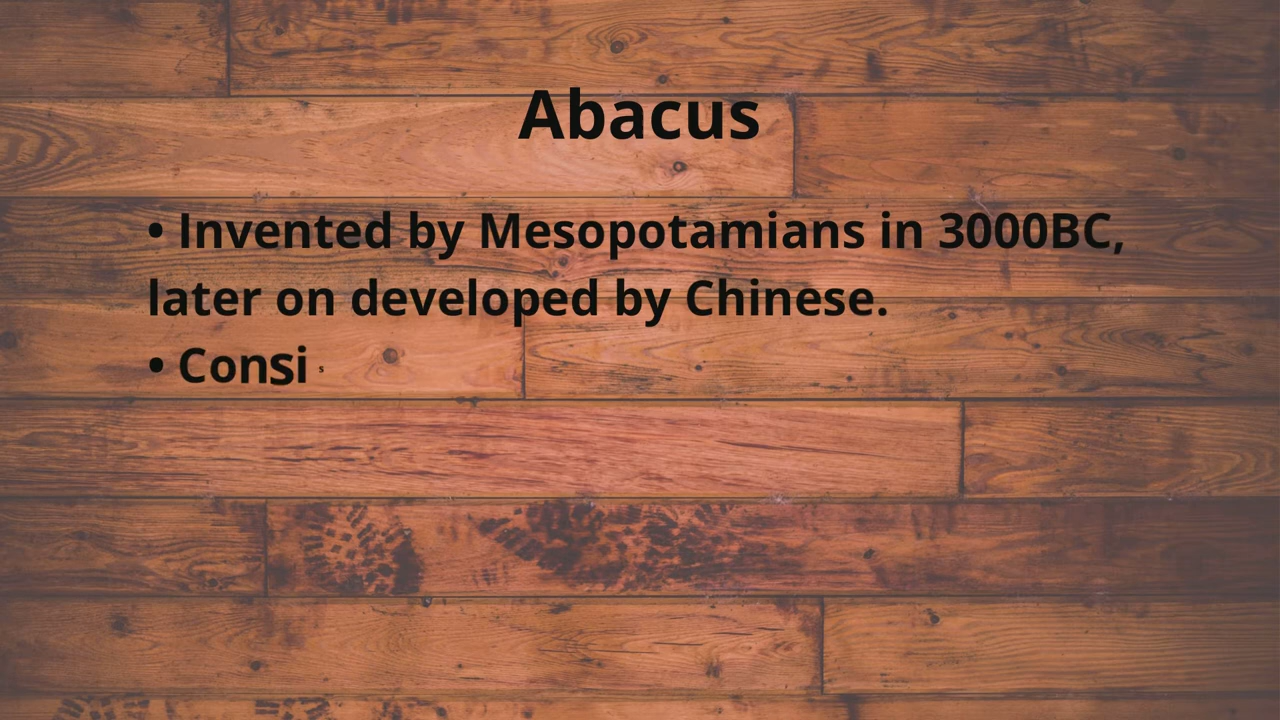 Abacus
• Invented by Mesopotamians in 3000BC,
later on developed by Chinese.
• Consi s